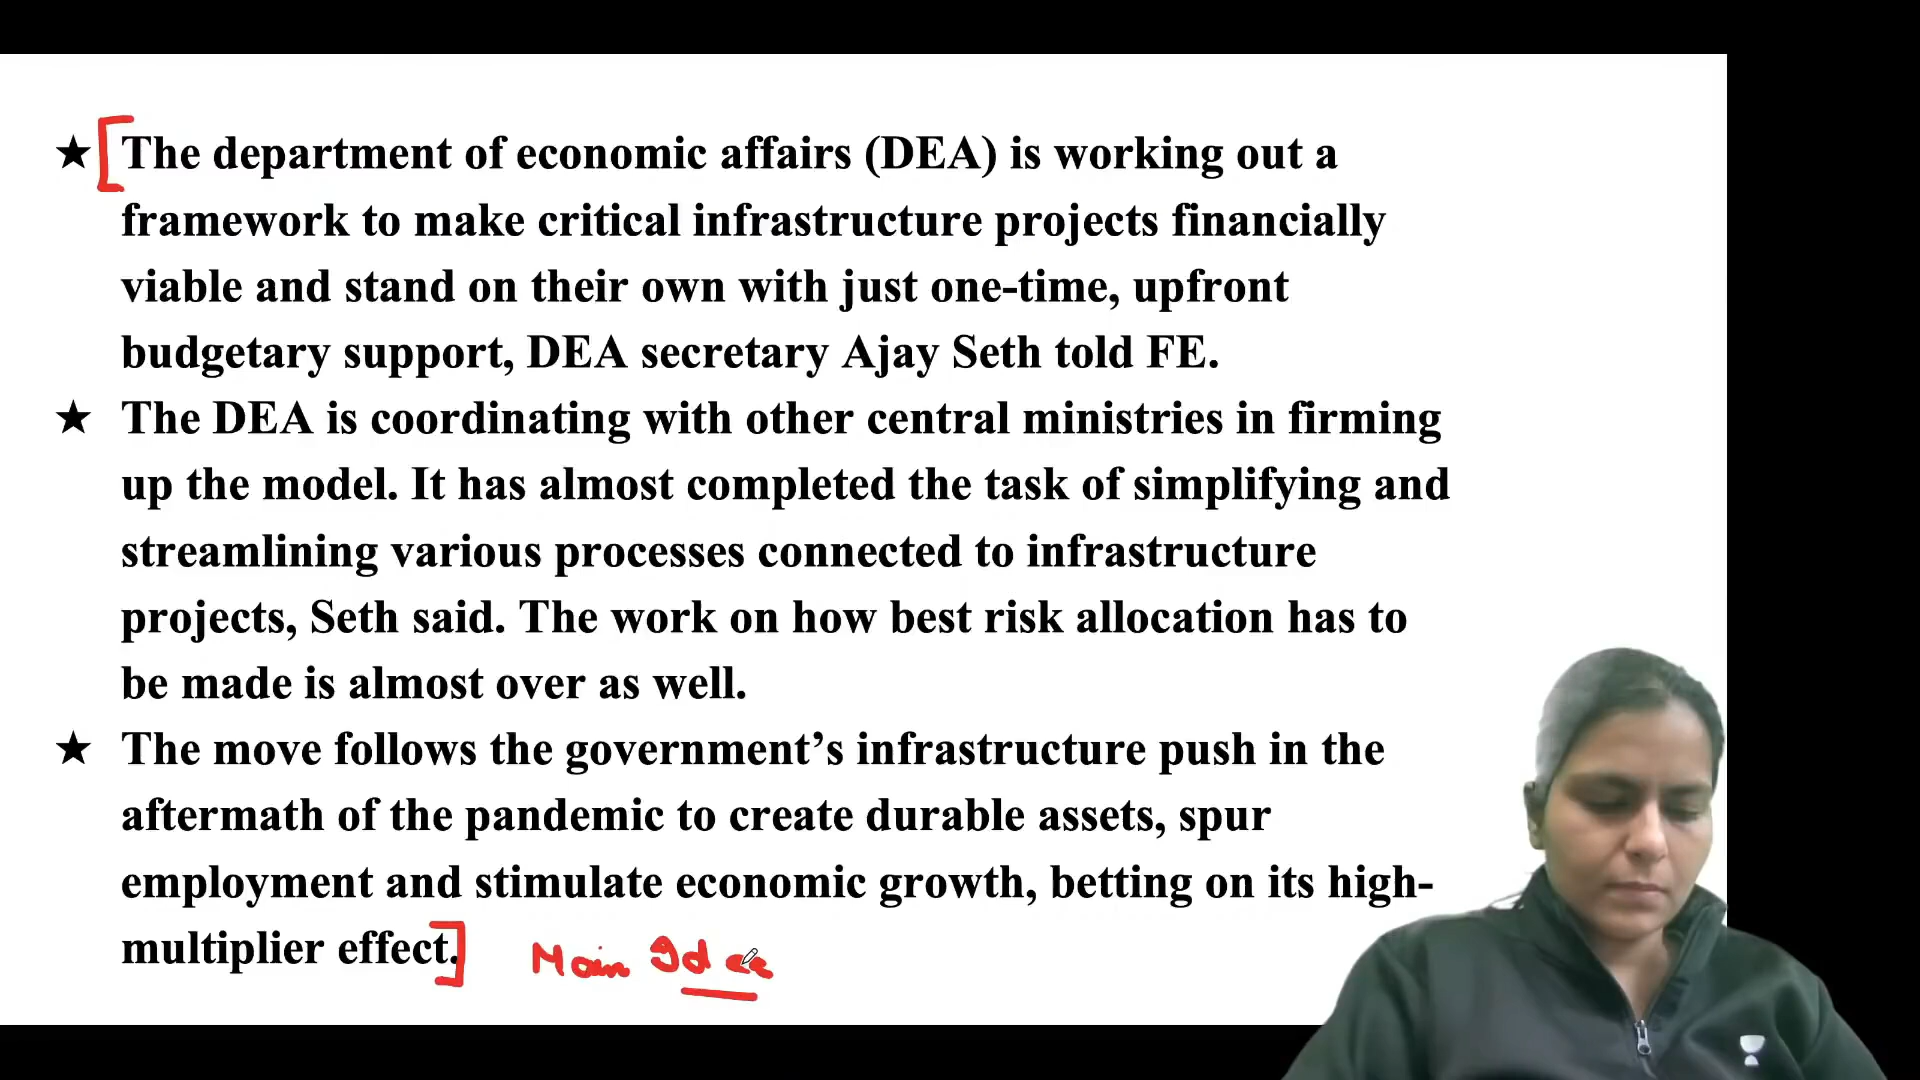 ★ The department of economic affairs (DEA) is working out a
framework to make critical infrastructure projects financially
viable and stand on their own with just one-time, upfront
budgetary support, DEA secretary Ajay Seth told FE.
★ The DEA is coordinating with other central ministries in firming
up the model. It has almost completed the task of simplifying and
streamlining various processes connected to infrastructure
projects, Seth said. The work on how best risk allocation has to
be made is almost over as well.
★ The move follows the government’s infrastructure push in the
aftermath of the pandemic to create durable assets, spur
employment and stimulate economic growth, betting on its high-
multiplier effect.
Main Idea